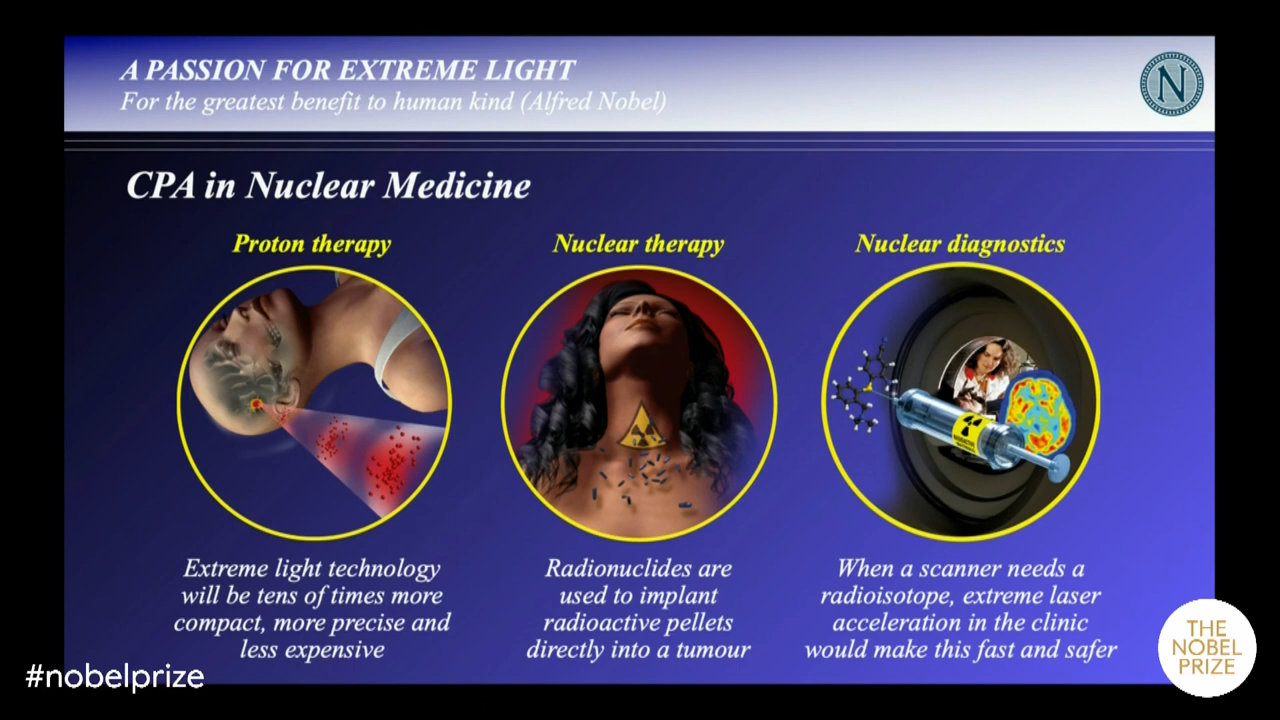 A PASSION FOR EXTREME LIGHT
For the greatest benefit to human kind (Alfred Nobel)
N
CPA in Nuclear Medicine
Proton therapy
Nuclear therapy
Nuclear diagnostics
Extreme light technology
will be tens of times more
compact, more precise and
less expensive
Radionuclides are
used to implant
radioactive pellets
directly into a tumour
When a scanner needs a
radioisotope, extreme laser
acceleration in the clinic
would make this fast and safer
#nobelprize
THE
NOBEL
PRIZE